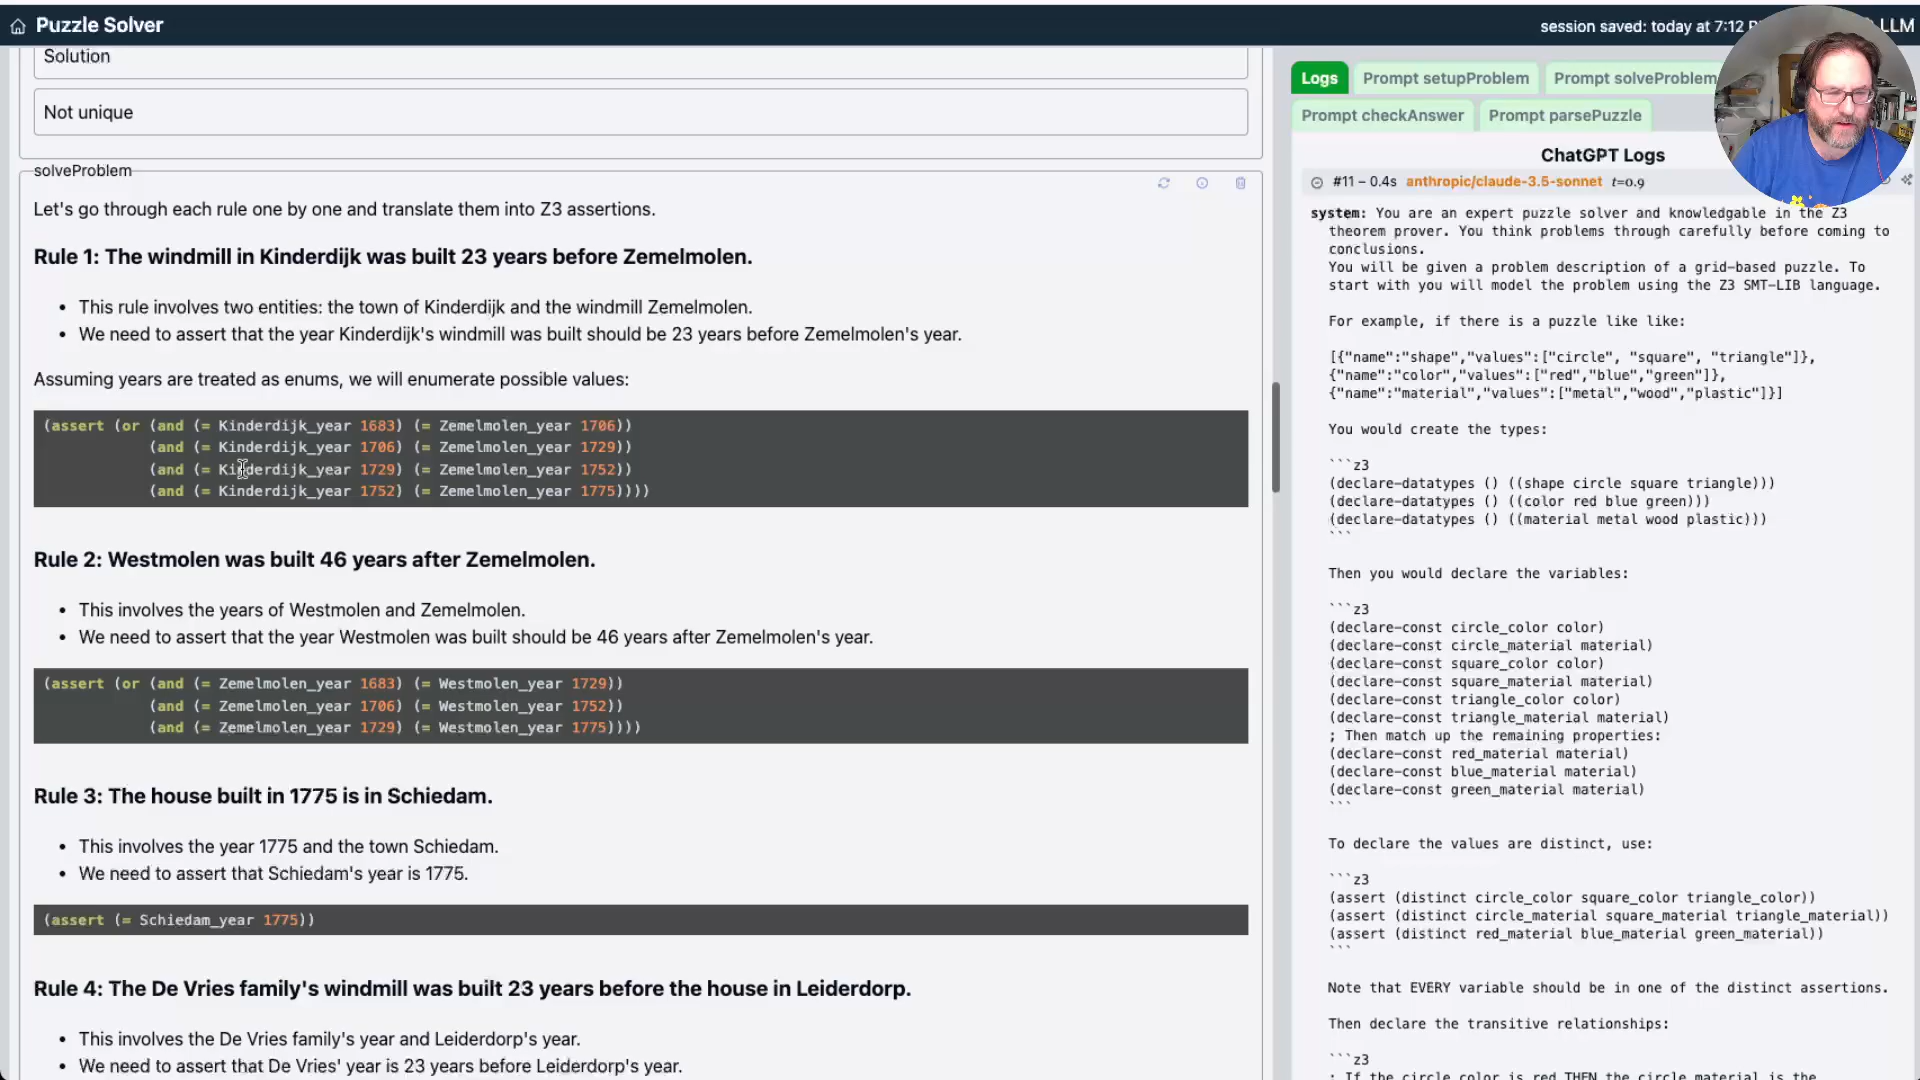 Puzzle Solver
session saved: today at 7:12
LLM
Solution
Not unique
solveProblem
Let's go through each rule one by one and translate them into Z3 assertions.
Rule 1: The windmill in Kinderdijk was built 23 years before Zemelmolen.
• This rule involves two entities: the town of Kinderdijk and the windmill Zemelmolen.
• We need to assert that the year Kinderdijk's windmill was built should be 23 years before Zemelmolen's year.
Assuming years are treated as enums, we will enumerate possible values:
(assert (or (and (= Kinderdijk_year 1683) (= Zemelmolen_year 1706))
(and (= Kinderdijk_year 1706) (= Zemelmolen_year 1729))
(and (= Kinderdijk_year 1729) (= Zemelmolen_year 1752))
(and (= Kinderdijk_year 1752) (= Zemelmolen_year 1775))))
Rule 2: Westmolen was built 46 years after Zemelmolen.
• This involves the years of Westmolen and Zemelmolen.
• We need to assert that the year Westmolen was built should be 46 years after Zemelmolen's year.
(assert (or (and (= Zemelmolen_year 1683) (= Westmolen_year 1729))
(and (= Zemelmolen_year 1706) (= Westmolen_year 1752))
(and (= Zemelmolen_year 1729) (= Westmolen_year 1775))))
Rule 3: The house built in 1775 is in Schiedam.
• This involves the year 1775 and the town Schiedam.
• We need to assert that Schiedam's year is 1775.
(assert (= Schiedam_year 1775))
Rule 4: The De Vries family's windmill was built 23 years before the house in Leiderdorp.
• This involves the De Vries family's year and Leiderdorp's year.
• We need to assert that De Vries' year is 23 years before Leiderdorp's year.
Logs
Prompt setupProblem
Prompt solveProblem
Prompt checkAnswer
Prompt parsePuzzle
ChatGPT Logs
#11 – 0.4s anthropic/claude-3.5-sonnet t=0.9
system: You are an expert puzzle solver and knowledgable in the Z3
theorem prover. You think problems through carefully before coming to
conclusions.
You will be given a problem description of a grid-based puzzle. To
start with you will model the problem using the Z3 SMT-LIB language.
For example, if there is a puzzle like like:
[{"name":"shape","values":["circle", "square", "triangle"]},
{"name":"color","values":["red","blue","green"]},
{"name":"material","values":["metal","wood","plastic"]}]
You would create the types:
```z3
(declare-datatypes () ((shape circle square triangle)))
(declare-datatypes () ((color red blue green)))
(declare-datatypes () ((material metal wood plastic)))
```
Then you would declare the variables:
```z3
(declare-const circle_color color)
(declare-const circle_material material)
(declare-const square_color color)
(declare-const square_material material)
(declare-const triangle_color color)
(declare-const triangle_material material)
; Then match up the remaining properties:
(declare-const red_material material)
(declare-const blue_material material)
(declare-const green_material material)
```
To declare the values are distinct, use:
```z3
(assert (distinct circle_color square_color triangle_color))
(assert (distinct circle_material square_material triangle_material))
(assert (distinct red_material blue_material green_material))
```
Note that EVERY variable should be in one of the distinct assertions.
Then declare the transitive relationships:
```z3
; If the circle color is red THEN the circle material is the